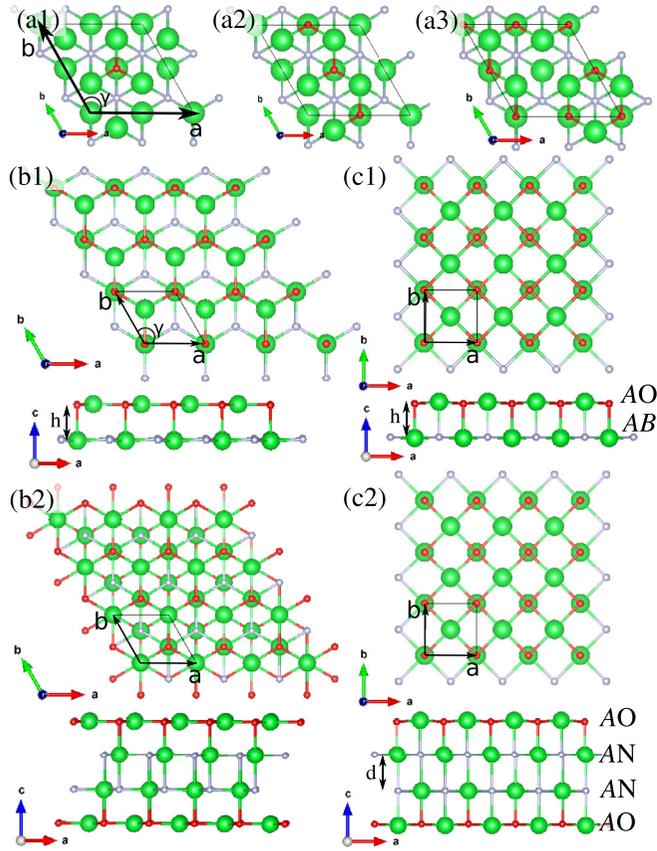 (a1) (a2) (a3)
b γ a
b a
b a
b a
(b1) (c1)
b γ a
b a
b a
b a
h
c a
h
AO
AB
c a
(b2) (c2)
b a
b a
b a
b a
AO
AN
d
AN
AO
c a
c a